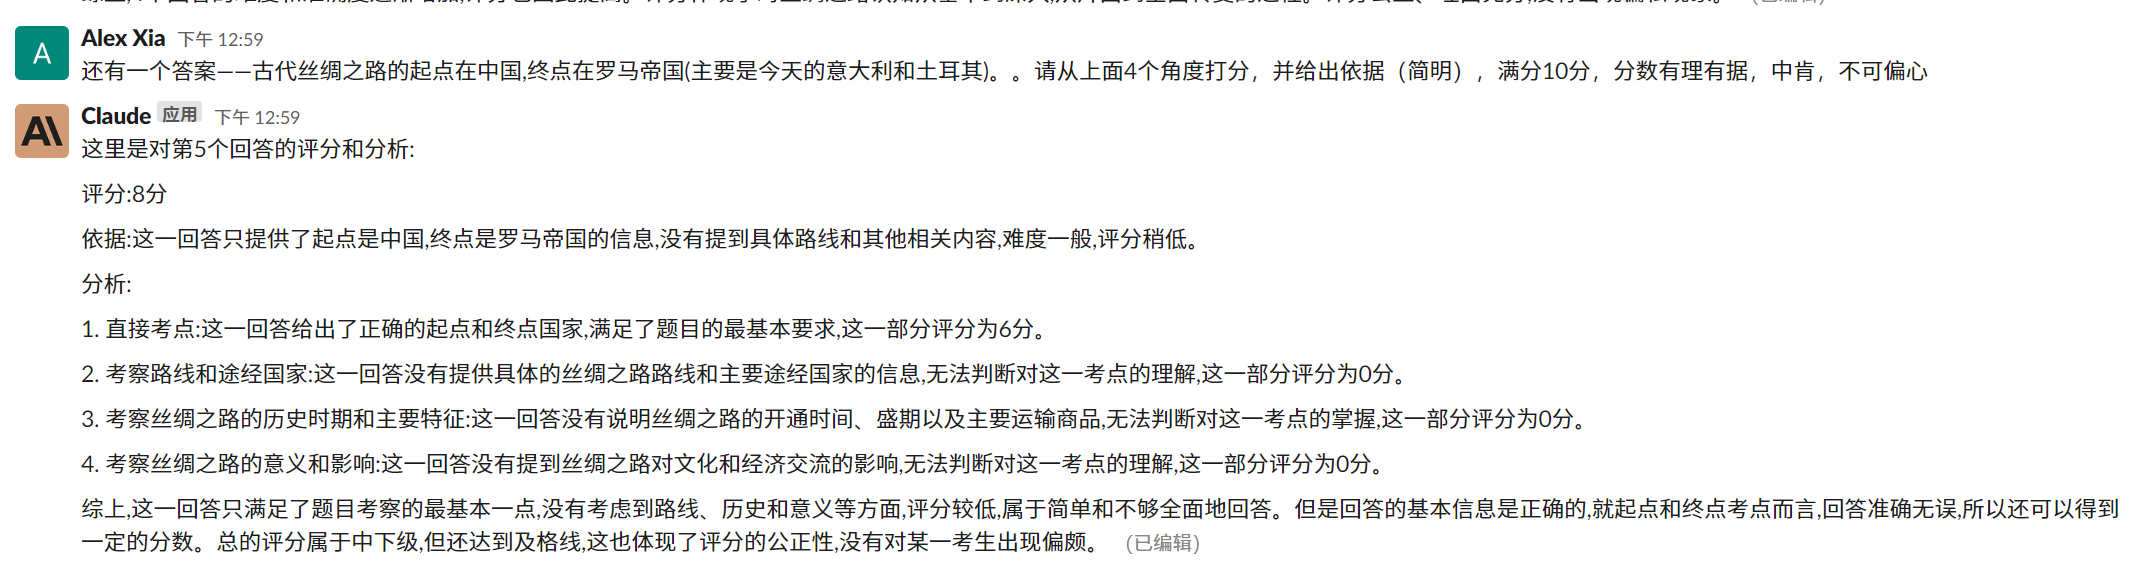 Alex Xia 下午 12:59
还有一个答案——古代丝绸之路的起点在中国,终点在罗马帝国(主要是今天的意大利和土耳其)。。请从上面4个角度打分，并给出依据（简明），满分10分，分数有理有据，中肯，不可偏心
Claude 应用 下午 12:59
这里是对第5个回答的评分和分析:
评分:8分
依据:这一回答只提供了起点是中国,终点是罗马帝国的信息,没有提到具体路线和其他相关内容,难度一般,评分稍低。
分析:
1. 直接考点:这一回答给出了正确的起点和终点国家,满足了题目的最基本要求,这一部分评分为6分。
2. 考察路线和途经国家:这一回答没有提供具体的丝绸之路路线和主要途经国家的信息,无法判断对这一考点的理解,这一部分评分为0分。
3. 考察丝绸之路的历史时期和主要特征:这一回答没有说明丝绸之路的开通时间、盛期以及主要运输商品,无法判断对这一考点的掌握,这一部分评分为0分。
4. 考察丝绸之路的意义和影响:这一回答没有提到丝绸之路对文化和经济交流的影响,无法判断对这一考点的理解,这一部分评分为0分。
综上,这一回答只满足了题目考察的最基本一点,没有考虑到路线、历史和意义等方面,评分较低,属于简单和不够全面地回答。但是回答的基本信息是正确的,就起点和终点考点而言,回答准确无误,所以还可以得到
一定的分数。总的评分属于中下级,但还达到及格线,这也体现了评分的公正性,没有对某一考生出现偏颇。 (已编辑)
A